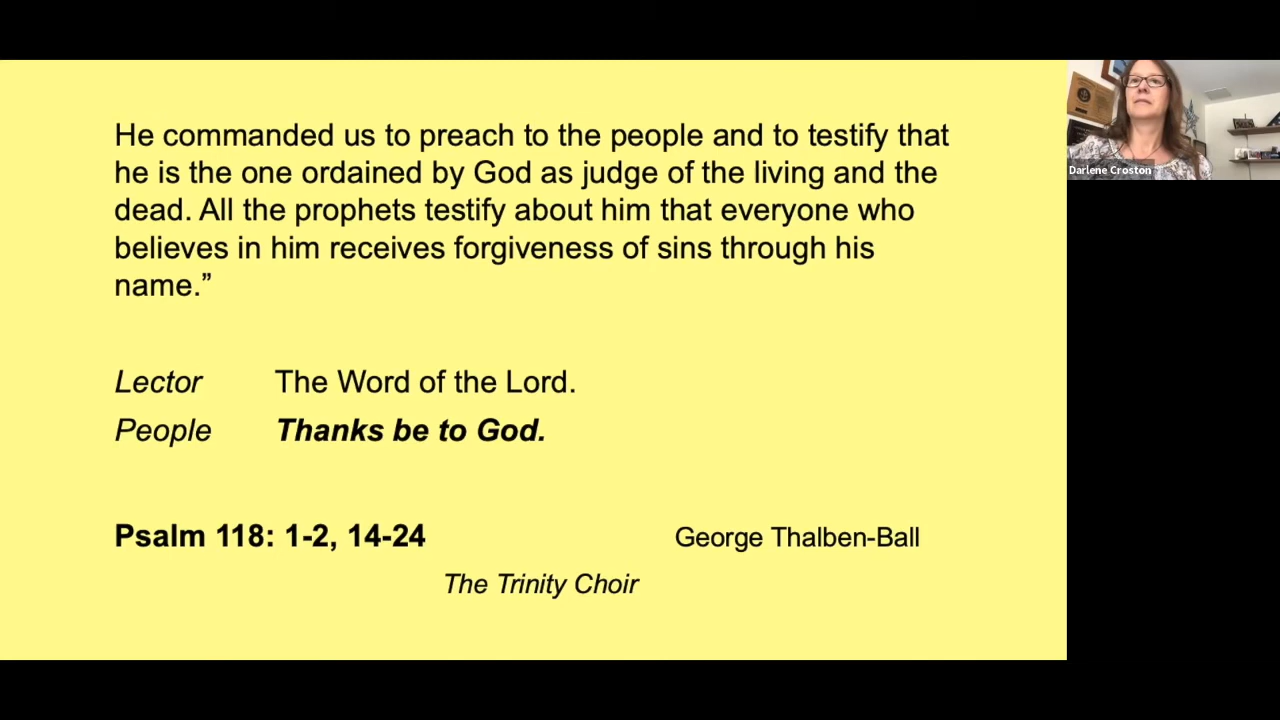 He commanded us to preach to the people and to testify that
he is the one ordained by God as judge of the living and the
dead. All the prophets testify about him that everyone who
believes in him receives forgiveness of sins through his
name.”
Lector The Word of the Lord.
People Thanks be to God.
Psalm 118: 1-2, 14-24 George Thalben-Ball
The Trinity Choir
Darlene Croston